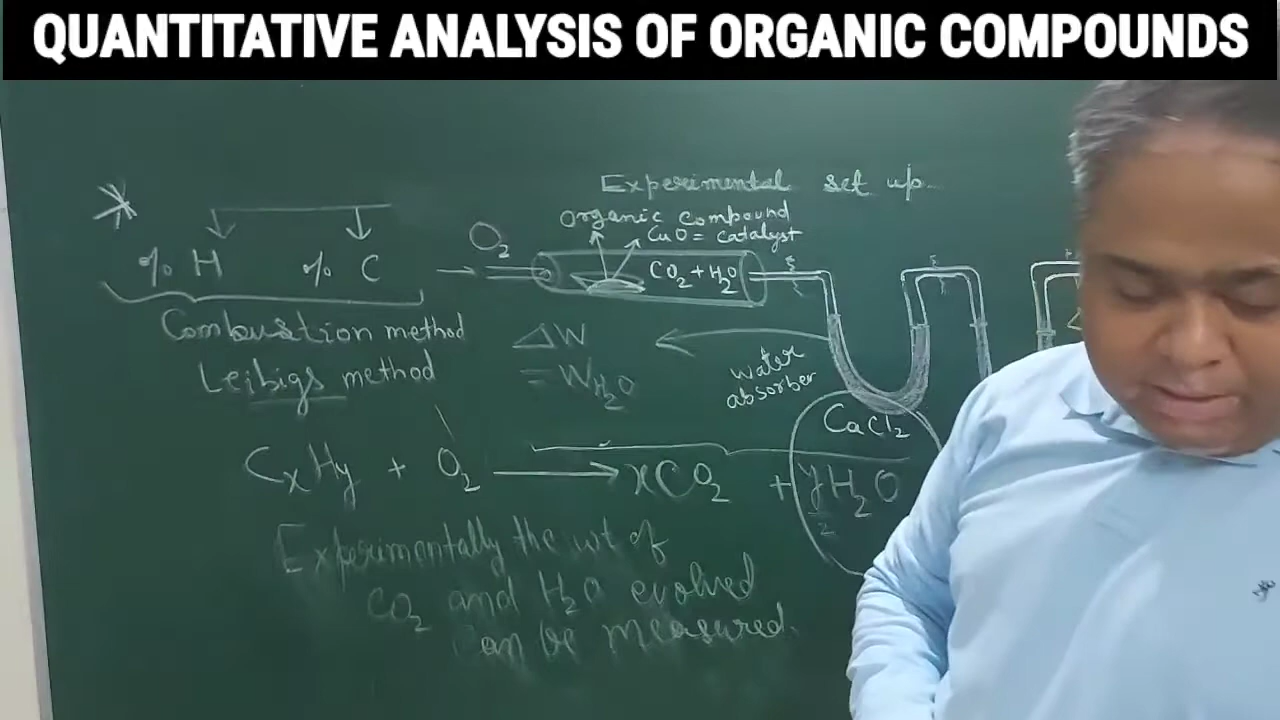 QUANTITATIVE ANALYSIS OF ORGANIC COMPOUNDS
Experimental set up
Organic compound
CuO = catalyst
O₂
% H % C
CO₂ + H₂O
Combustion method
Leibigs method
ΔW
= W H₂O
water
absorber
CaCl₂
CxHy + O₂ → xCO₂ + y/2 H₂O
Experimentally the wt of
CO₂ and H₂O evolved
can be measured.